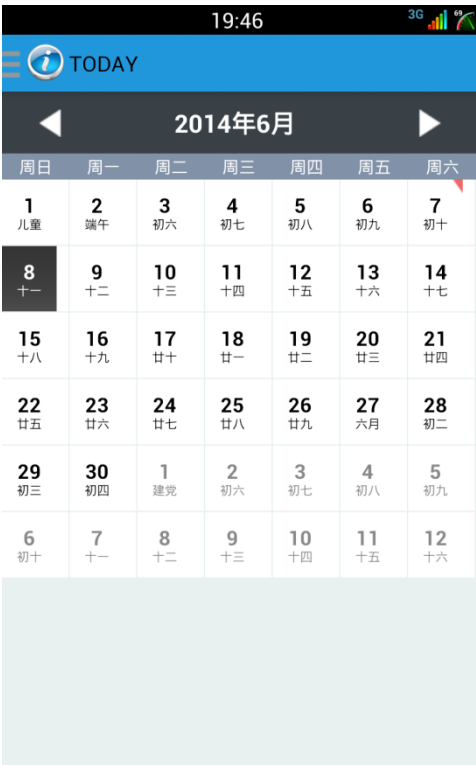 19:46
3G 69
TODAY
2014年6月
周日 周一 周二 周三 周四 周五 周六
1 2 3 4 5 6 7
儿童 端午 初六 初七 初八 初九 初十
8 9 10 11 12 13 14
十一 十二 十三 十四 十五 十六 十七
15 16 17 18 19 20 21
十八 十九 廿十 廿一 廿二 廿三 廿四
22 23 24 25 26 27 28
廿五 廿六 廿七 廿八 廿九 六月 初二
29 30 1 2 3 4 5
初三 初四 建党 初六 初七 初八 初九
6 7 8 9 10 11 12
初十 十一 十二 十三 十四 十五 十六